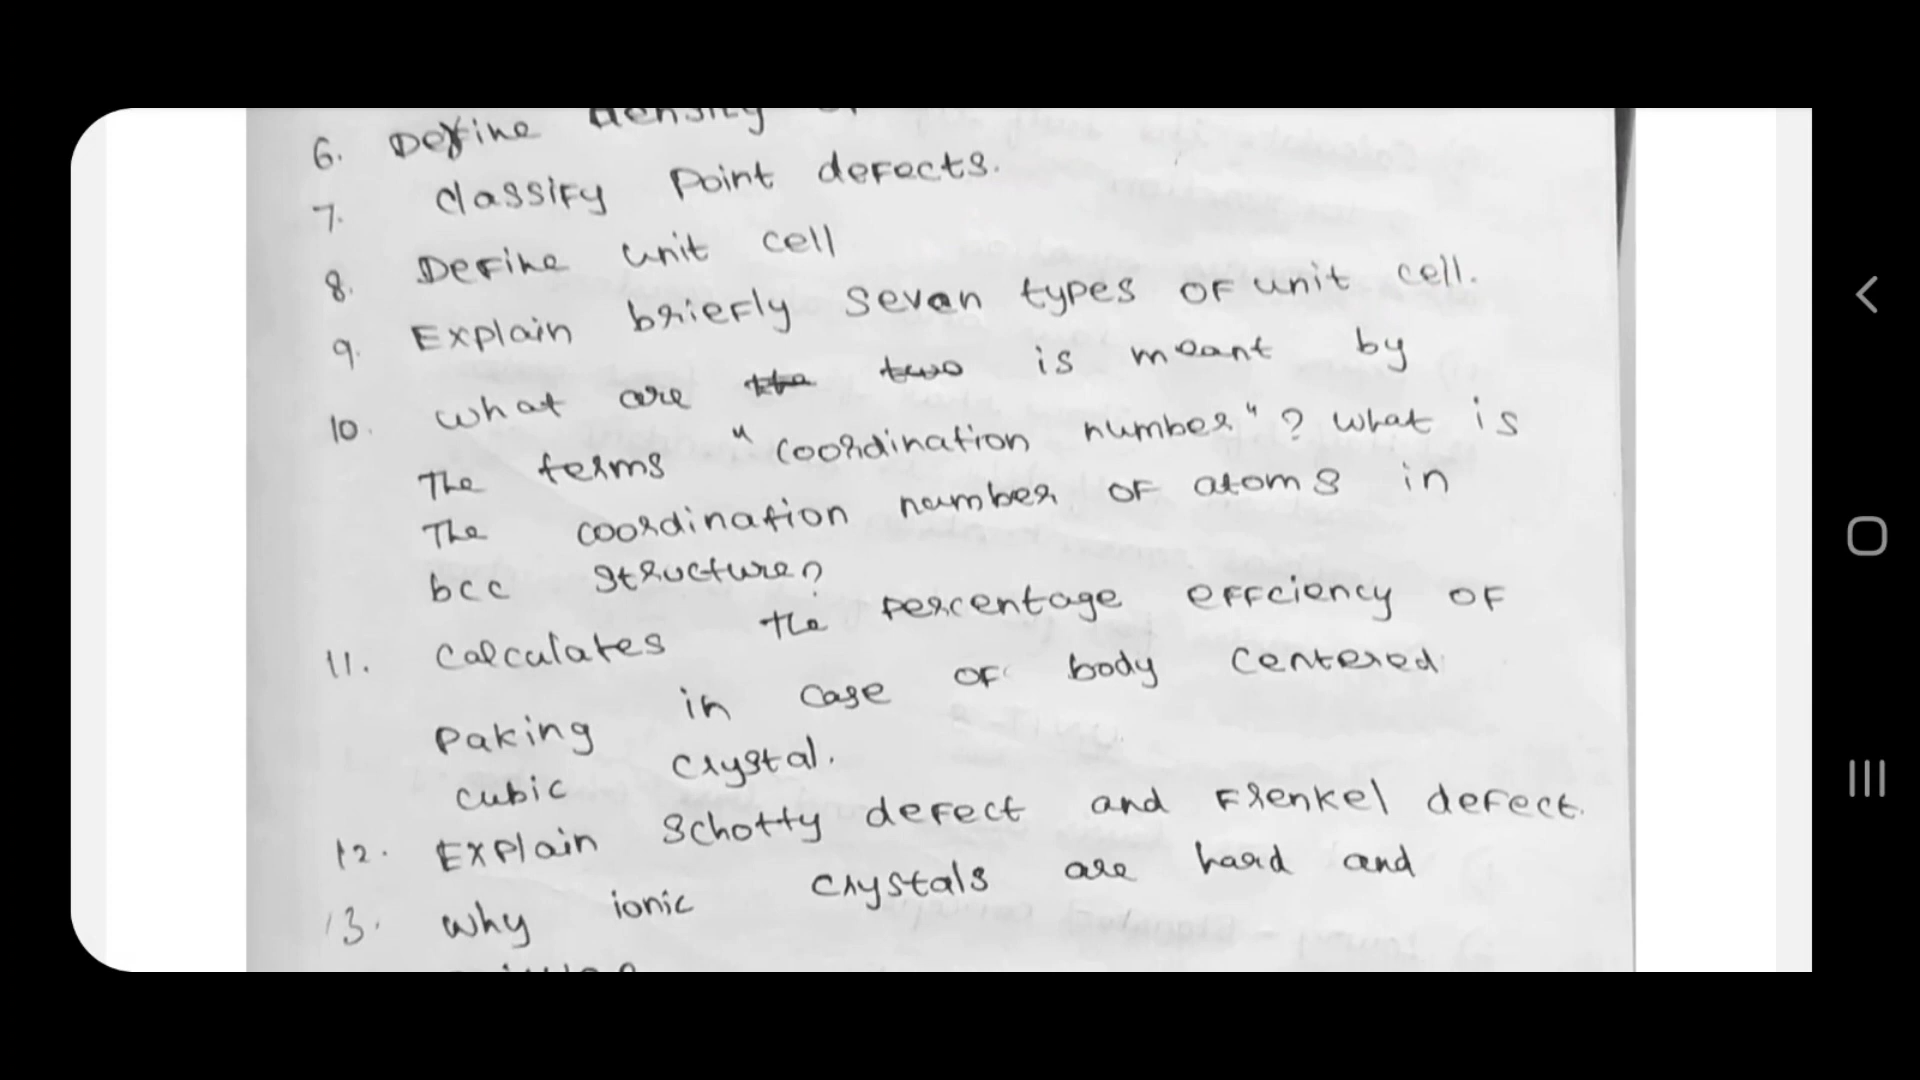 6. Define density
7. classify point defects.
8. Define unit cell
9. Explain briefly seven types of unit cell.
10. what are the two is meant by
The terms "coordination number"? what is
The coordination number of atoms in
bcc structure?
11. calculates the percentage effciency of
paking in case of body centered
cubic crystal.
12. Explain schotty defect and Frenkel defect.
13. why ionic crystals are hard and